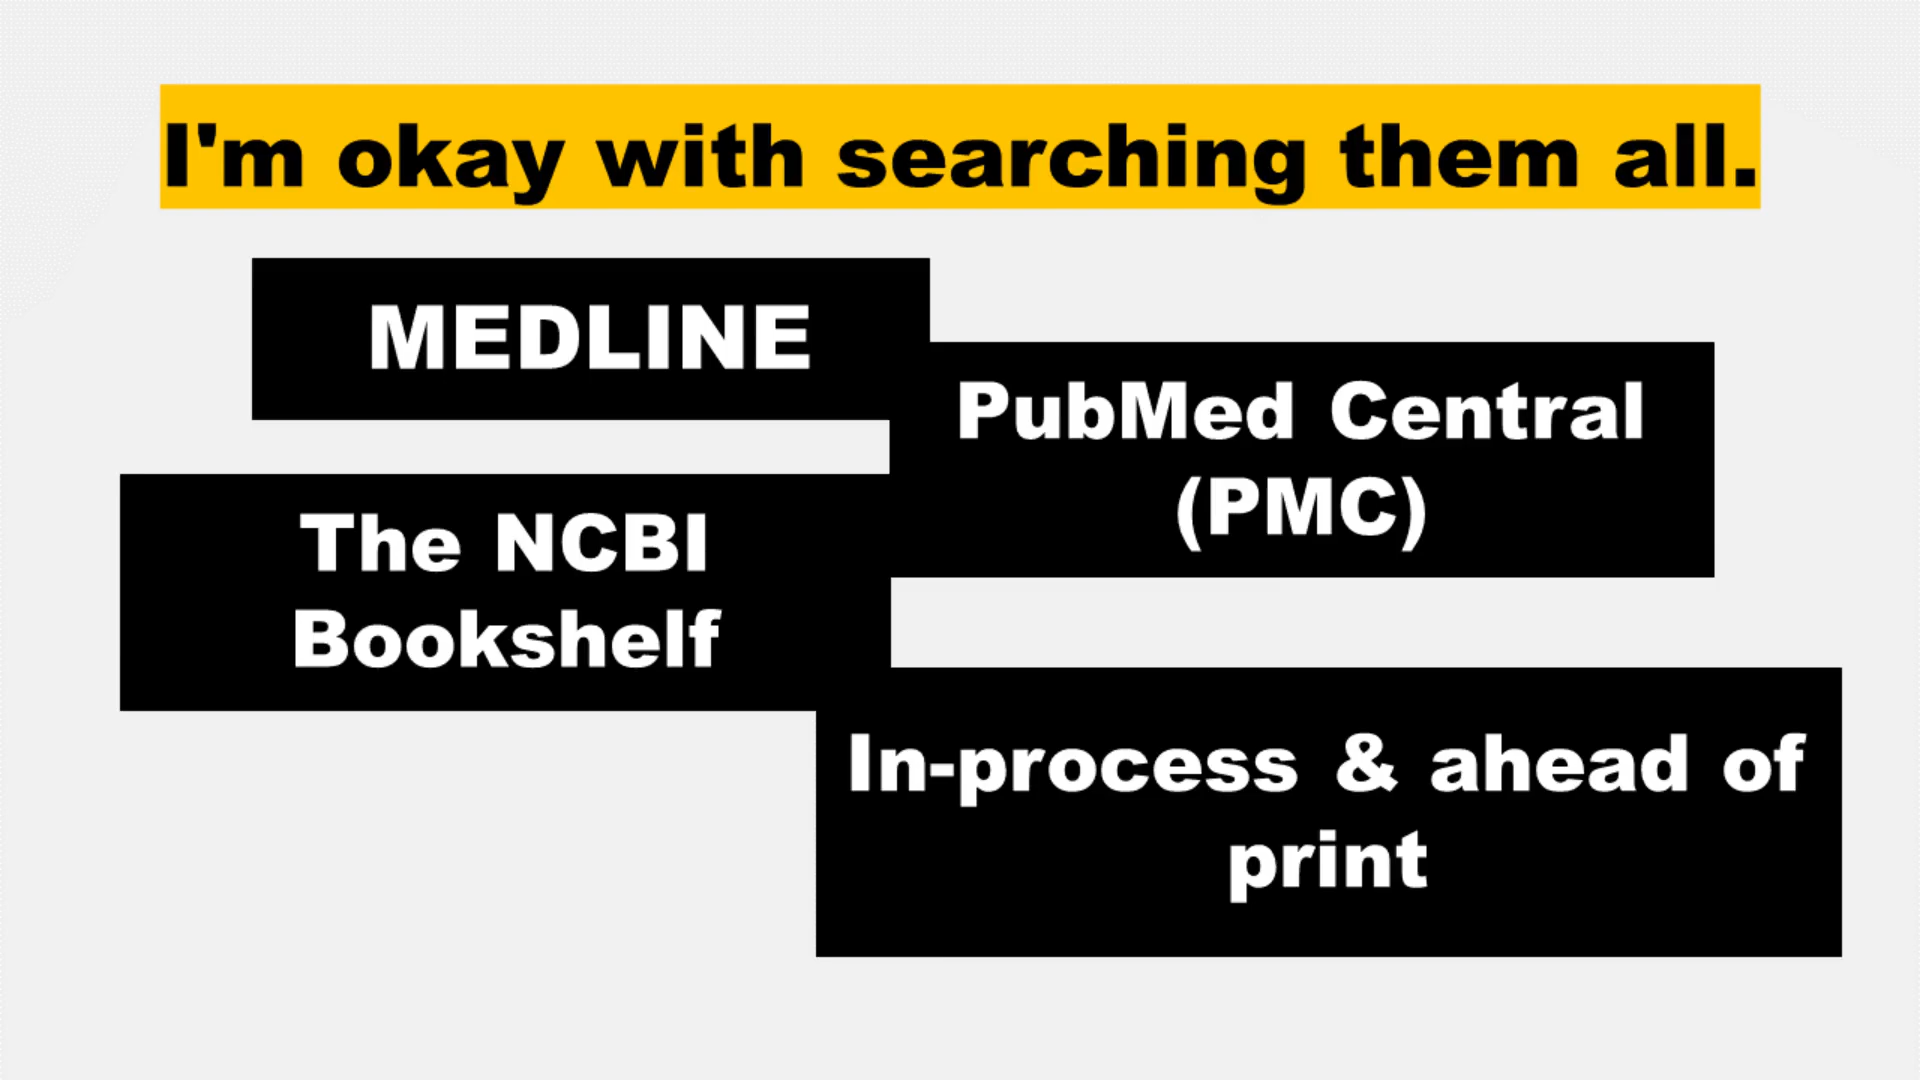 I'm okay with searching them all.
MEDLINE
PubMed Central
(PMC)
The NCBI
Bookshelf
In-process & ahead of
print